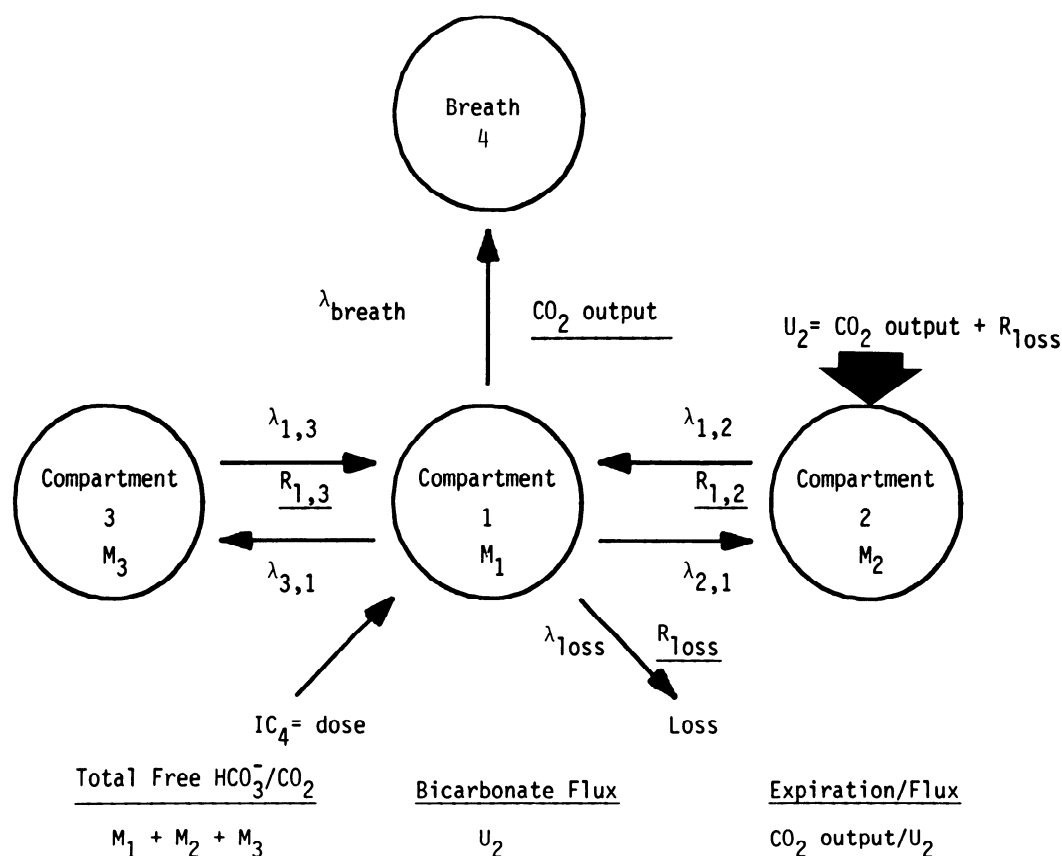 Breath
4
λbreath
CO2 output
U2= CO2 output + Rloss
λ1,3
λ1,2
Compartment
3
M3
R1,3
Compartment
1
M1
R1,2
Compartment
2
M2
λ3,1
λ2,1
λloss
Rloss
IC4= dose
Loss
Total Free HCO3-/CO2
Bicarbonate Flux
Expiration/Flux
M1 + M2 + M3
U2
CO2 output/U2